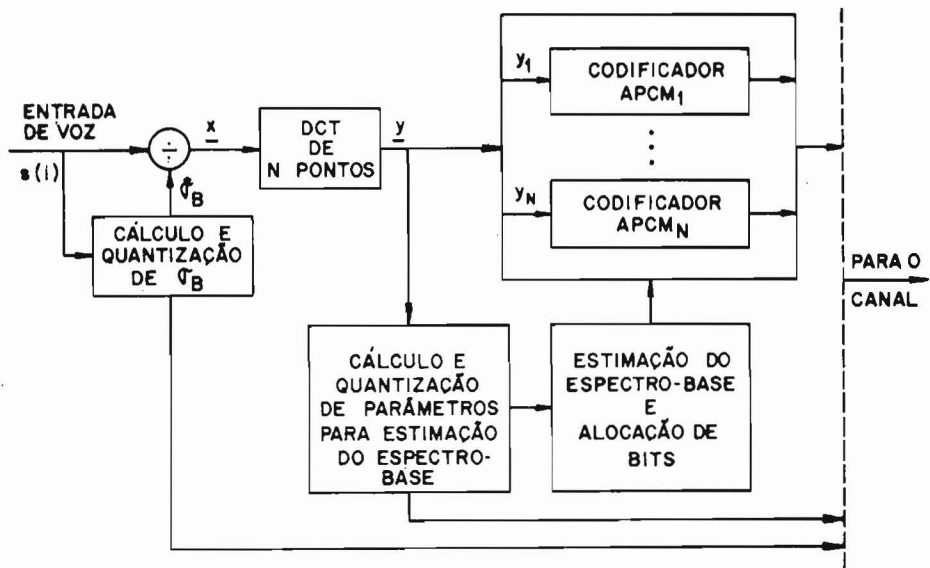 ENTRADA
DE VOZ
s(i)
÷
x
σ̂B
CÁLCULO E
QUANTIZAÇÃO
DE σB
DCT
DE
N PONTOS
y
y1
CODIFICADOR
APCM1
yN
CODIFICADOR
APCMN
CÁLCULO E
QUANTIZAÇÃO
DE PARÂMETROS
PARA ESTIMAÇÃO
DO ESPECTRO-
BASE
ESTIMAÇÃO DO
ESPECTRO-BASE
E
ALOCAÇÃO DE
BITS
PARA O
CANAL